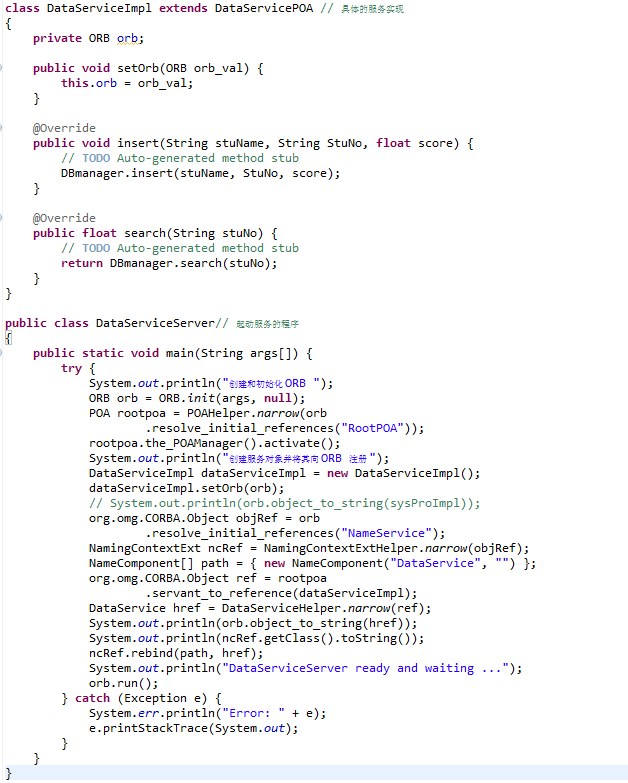 class DataServiceImpl extends DataServicePOA // 具体的服务实现
{
    private ORB orb;

    public void setOrb(ORB orb_val) {
        this.orb = orb_val;
    }

    @Override
    public void insert(String stuName, String StuNo, float score) {
        // TODO Auto-generated method stub
        DBmanager.insert(stuName, StuNo, score);
    }

    @Override
    public float search(String stuNo) {
        // TODO Auto-generated method stub
        return DBmanager.search(stuNo);
    }
}

public class DataServiceServer// 起动服务的程序
{
    public static void main(String args[]) {
        try {
            System.out.println("创建和初始化ORB ");
            ORB orb = ORB.init(args, null);
            POA rootpoa = POAHelper.narrow(orb
                    .resolve_initial_references("RootPOA"));
            rootpoa.the_POAManager().activate();
            System.out.println("创建服务对象并将其向ORB 注册");
            DataServiceImpl dataServiceImpl = new DataServiceImpl();
            dataServiceImpl.setOrb(orb);
            // System.out.println(orb.object_to_string(sysProImpl));
            org.omg.CORBA.Object objRef = orb
                    .resolve_initial_references("NameService");
            NamingContextExt ncRef = NamingContextExtHelper.narrow(objRef);
            NameComponent[] path = { new NameComponent("DataService", "") };
            org.omg.CORBA.Object ref = rootpoa
                    .servant_to_reference(dataServiceImpl);
            DataService href = DataServiceHelper.narrow(ref);
            System.out.println(orb.object_to_string(href));
            System.out.println(ncRef.getClass().toString());
            ncRef.rebind(path, href);
            System.out.println("DataServiceServer ready and waiting ...");
            orb.run();
        } catch (Exception e) {
            System.err.println("Error: " + e);
            e.printStackTrace(System.out);
        }
    }
}